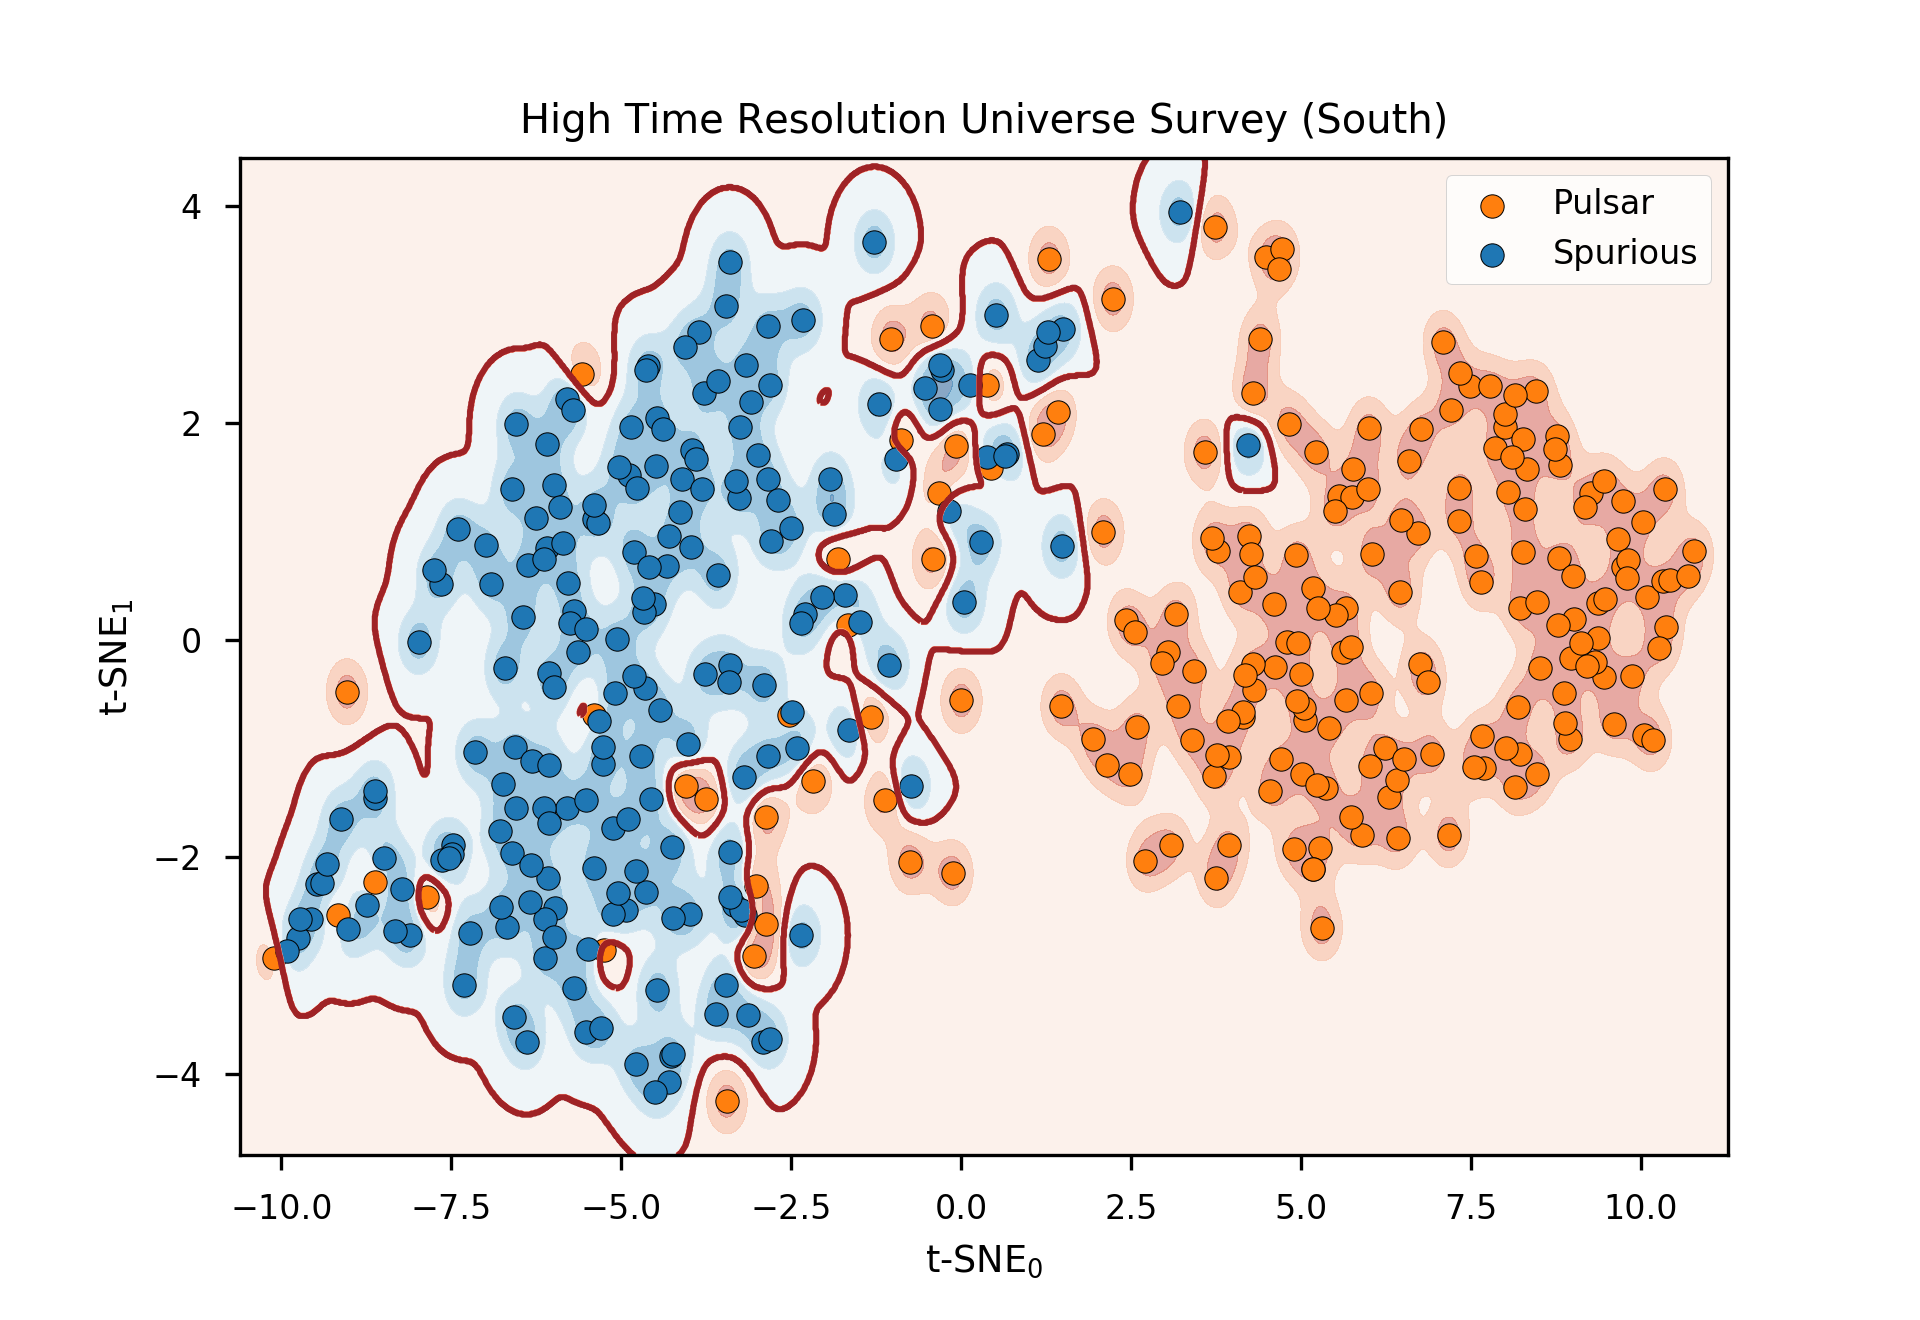 High Time Resolution Universe Survey (South)
Pulsar
Spurious
4
2
0
−2
−4
t-SNE1
−10.0 −7.5 −5.0 −2.5 0.0 2.5 5.0 7.5 10.0
t-SNE0